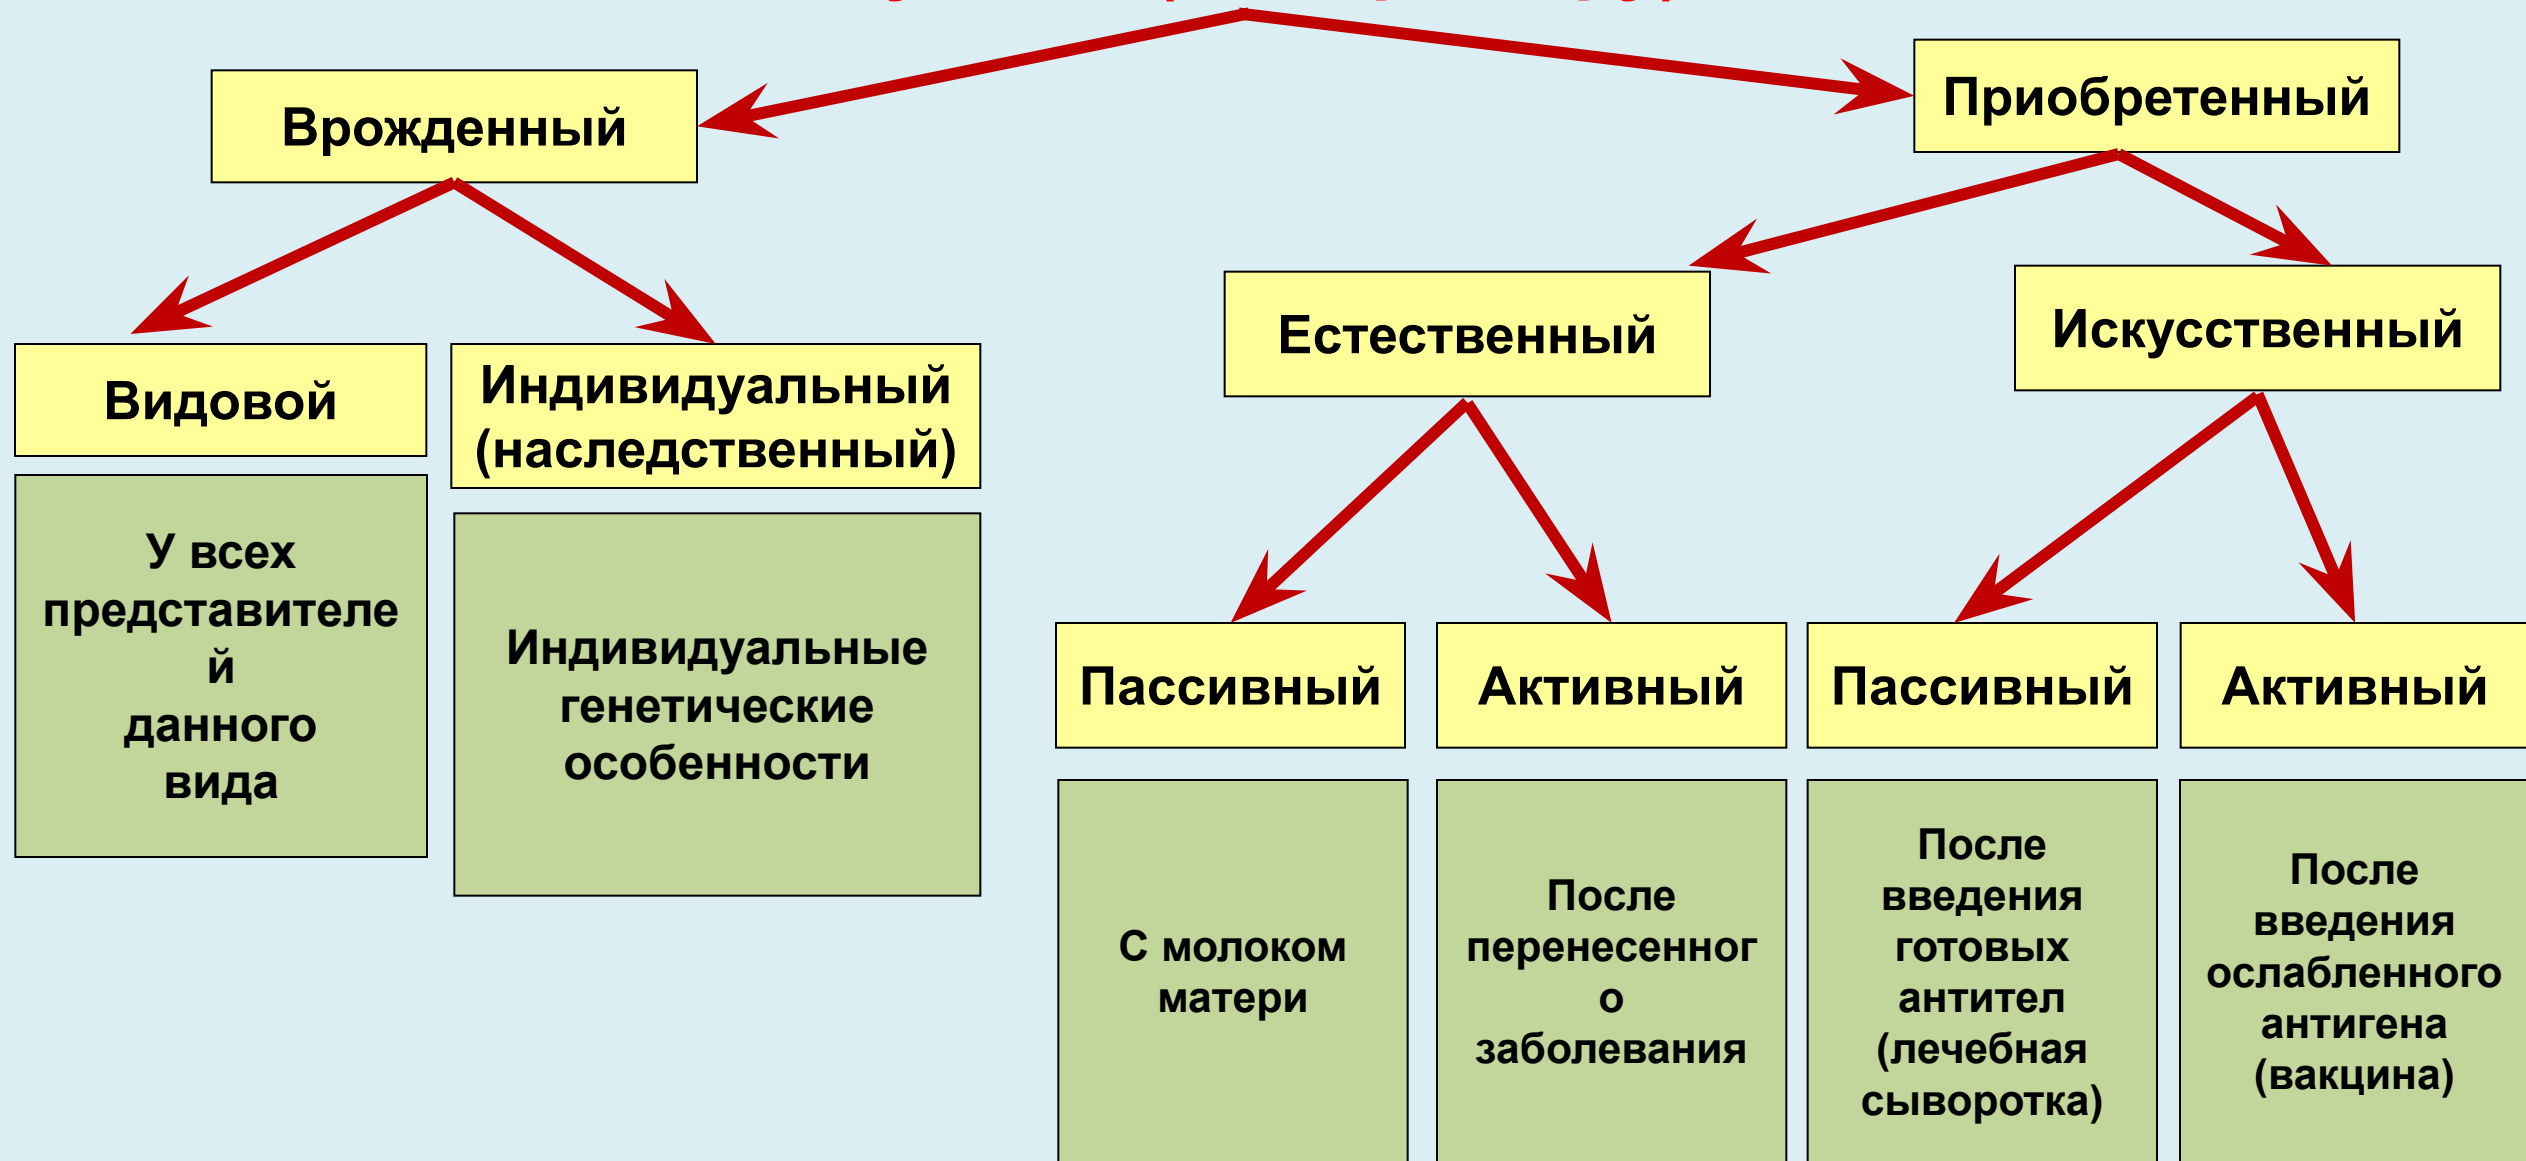 Врожденный
Приобретенный
Видовой
Индивидуальный
(наследственный)
Естественный
Искусственный
У всех
представителе
й
данного
вида
Индивидуальные
генетические
особенности
Пассивный
Активный
Пассивный
Активный
С молоком
матери
После
перенесенног
о
заболевания
После
введения
готовых
антител
(лечебная
сыворотка)
После
введения
ослабленного
антигена
(вакцина)